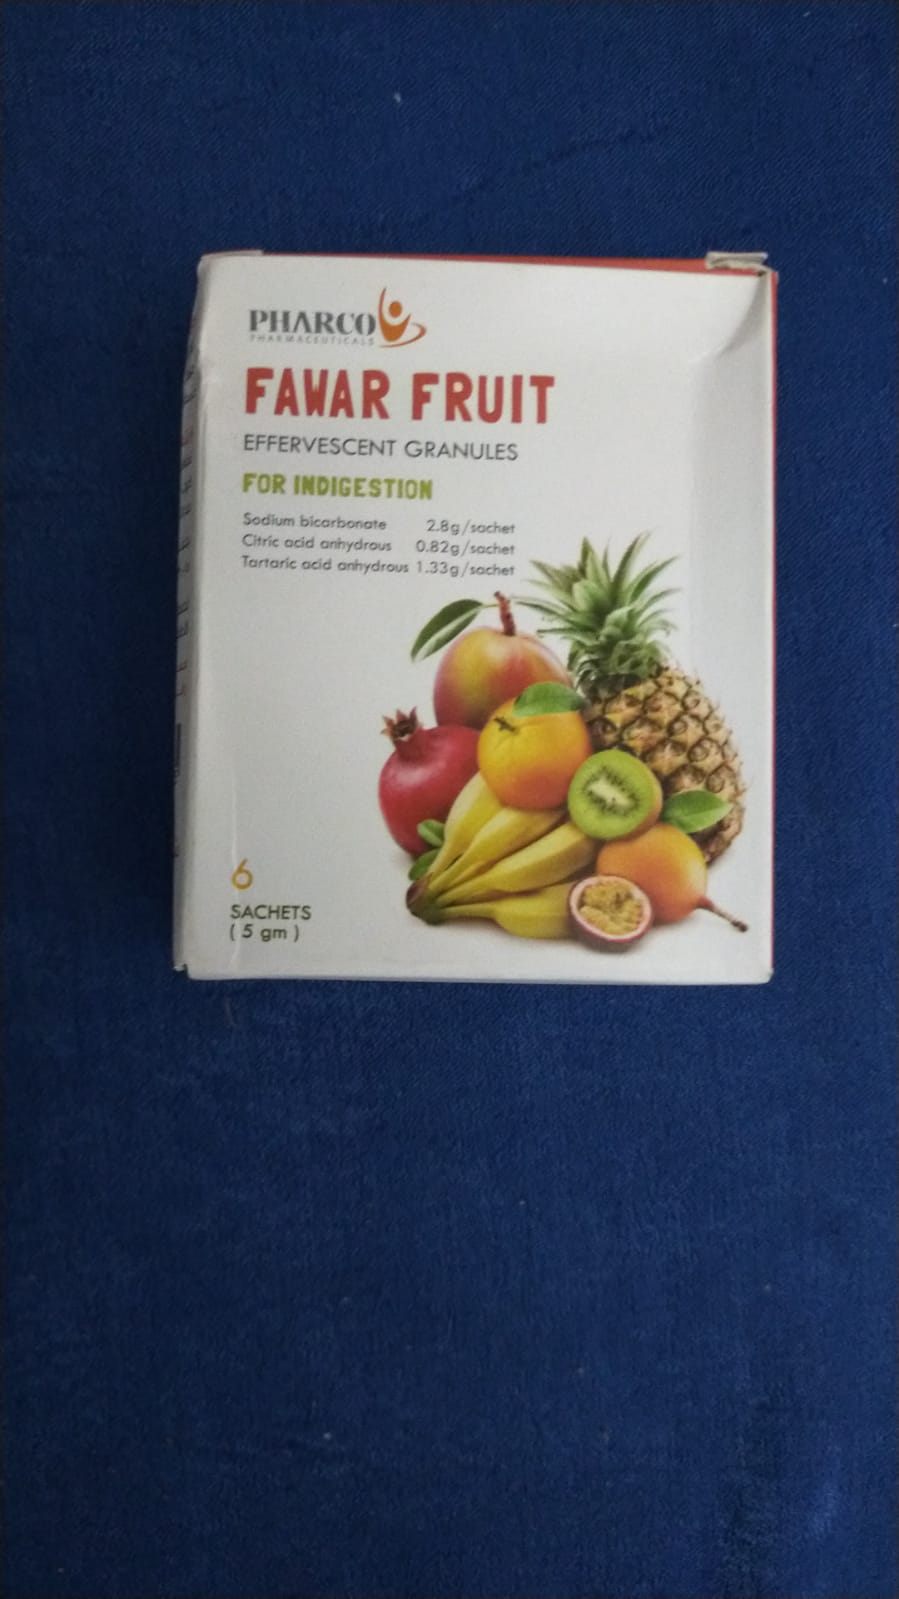 PHARCO
PHARMACEUTICALS
FAWAR FRUIT
EFFERVESCENT GRANULES
FOR INDIGESTION
Sodium bicarbonate 2.8g/sachet
Citric acid anhydrous 0.82g/sachet
Tartaric acid anhydrous 1.33g/sachet
6
SACHETS
( 5 gm )